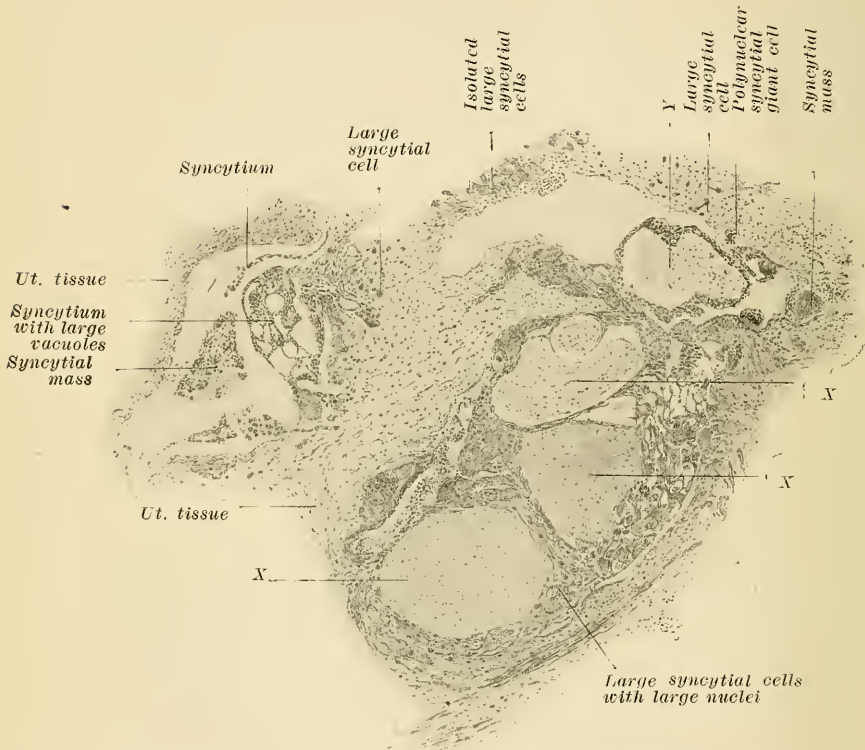 Isolated
large
syncytial
cells
Y
Large
syncytial
cell
Polynuclear
syncytial
giant cell
Syncytial
mass
Large
syncytial
cell
Syncytium
Ut. tissue
Syncytium
with large
vacuoles
Syncytial
mass
X
X
Ut. tissue
X
Large syncytial cells
with large nuclei